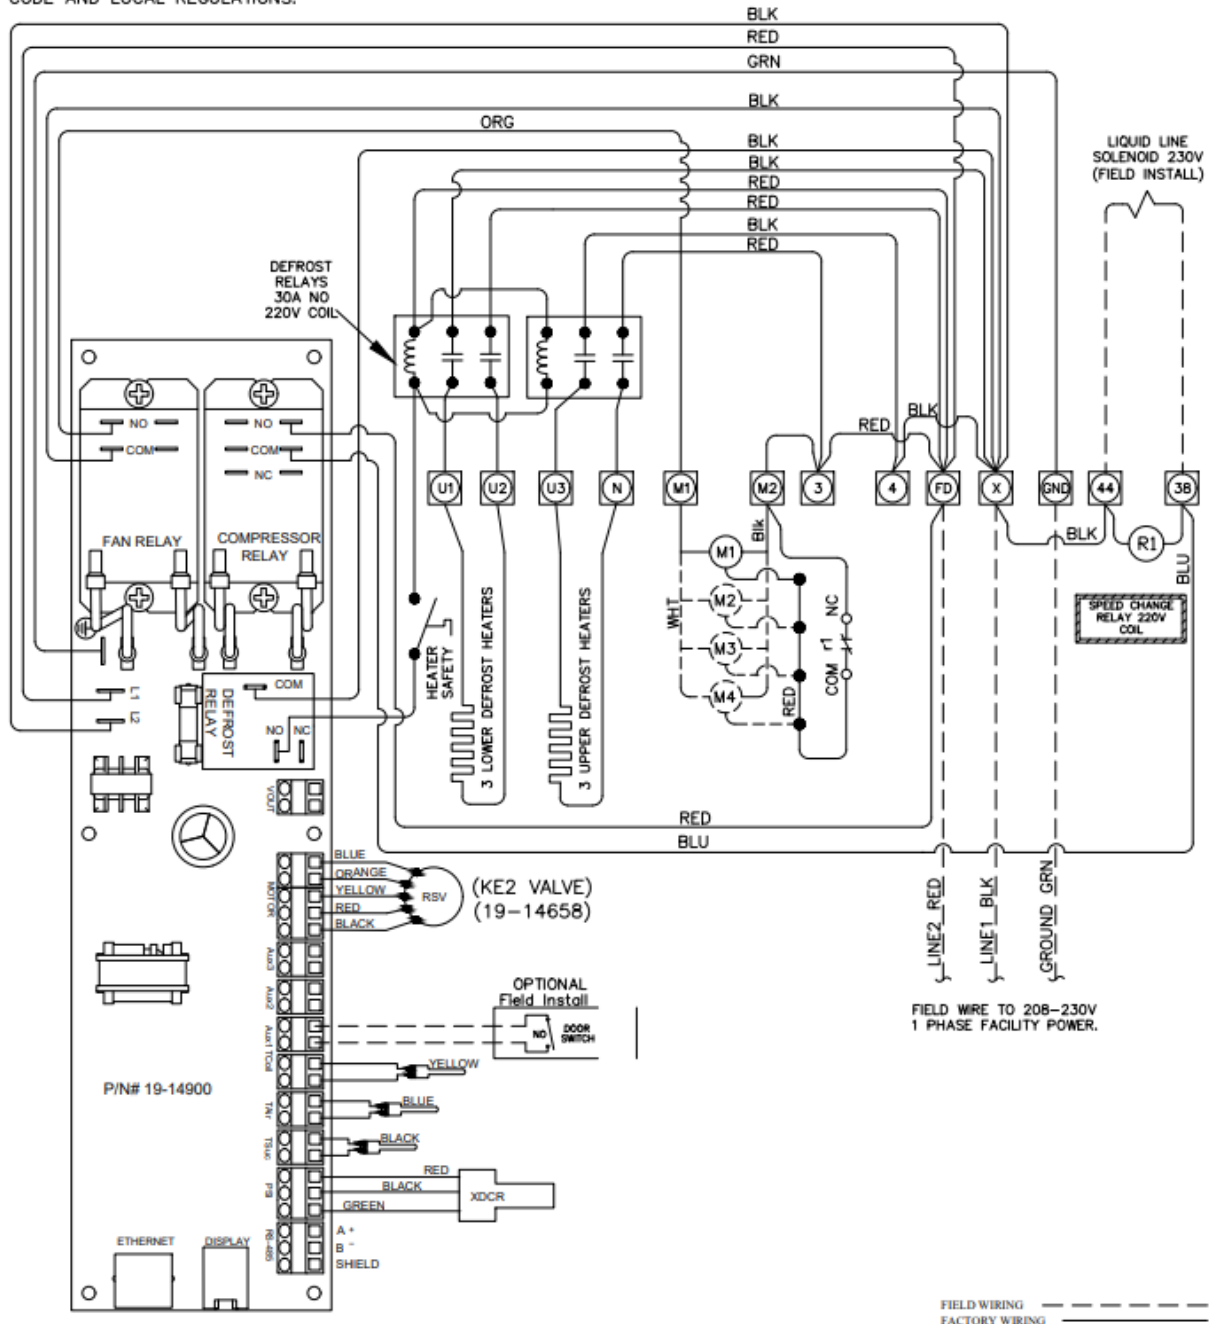 CODE AND LOCAL REGULATIONS.
BLK
RED
GRN
BLK
ORG
BLK
BLK
RED
RED
BLK
RED
LIQUID LINE
SOLENOID 230V
(FIELD INSTALL)
DEFROST
RELAYS
30A NO
220V COIL
NO
COM
NO
COM
NC
FAN RELAY
COMPRESSOR
RELAY
RED
BLK
U1
U2
U3
N
M1
M2
3
4
FD
X
GND
44
38
BLK
R1
BLU
SPEED CHANGE
RELAY 220V
COIL
Blk
WHT
M1
M2
M3
M4
RED
COM r1 NC
HEATER
SAFETY
3 LOWER DEFROST HEATERS
3 UPPER DEFROST HEATERS
L1
L2
DEFROST
RELAY
COM
NO NC
VOUT
RED
BLU
MOTOR
BLUE
ORANGE
YELLOW
RED
BLACK
RSV
(KE2 VALVE)
(19-14658)
LINE2 RED
LINE1 BLK
GROUND GRN
FIELD WIRE TO 208-230V
1 PHASE FACILITY POWER.
Aux3
Aux2
Aux1
OPTIONAL
Field Install
NO
DOOR
SWITCH
TCoil
YELLOW
P/N# 19-14900
TAir
BLUE
TSuc
BLACK
PSI
RED
BLACK
GREEN
XDCR
RS-485
A +
B -
SHIELD
ETHERNET
DISPLAY
FIELD WIRING
FACTORY WIRING